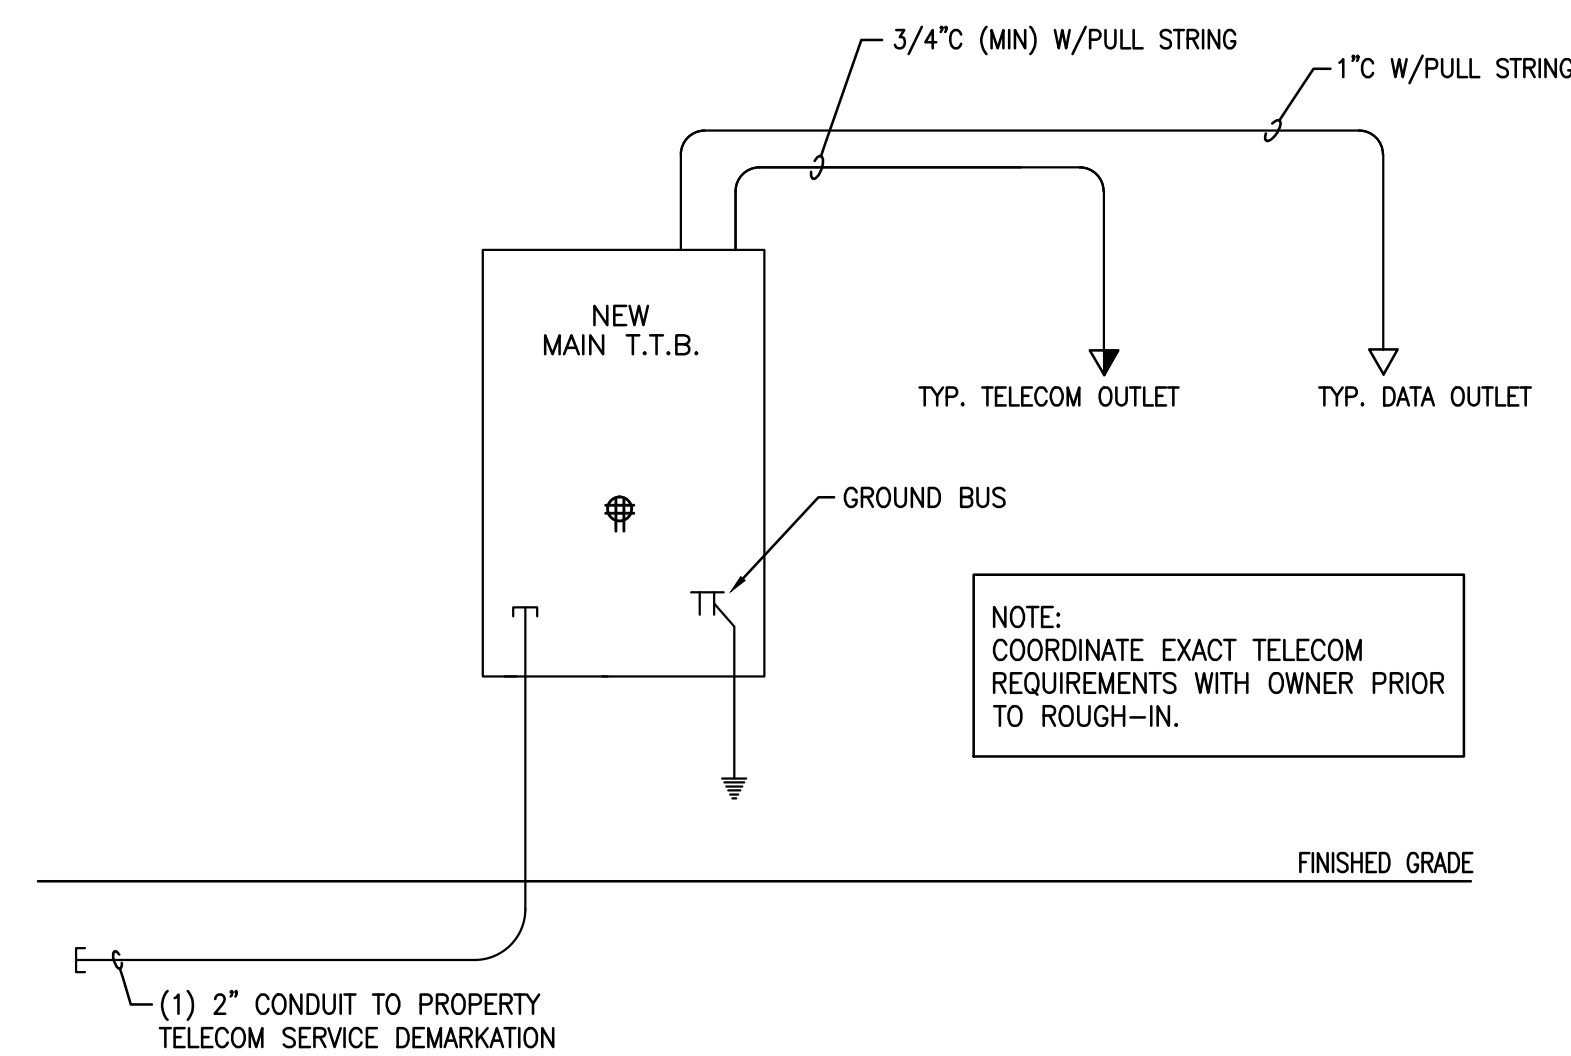 3/4"C (MIN) W/PULL STRING
1"C W/PULL STRING
NEW
MAIN T.T.B.
TYP. TELECOM OUTLET
TYP. DATA OUTLET
GROUND BUS
NOTE:
COORDINATE EXACT TELECOM
REQUIREMENTS WITH OWNER PRIOR
TO ROUGH-IN.
FINISHED GRADE
(1) 2" CONDUIT TO PROPERTY
TELECOM SERVICE DEMARKATION